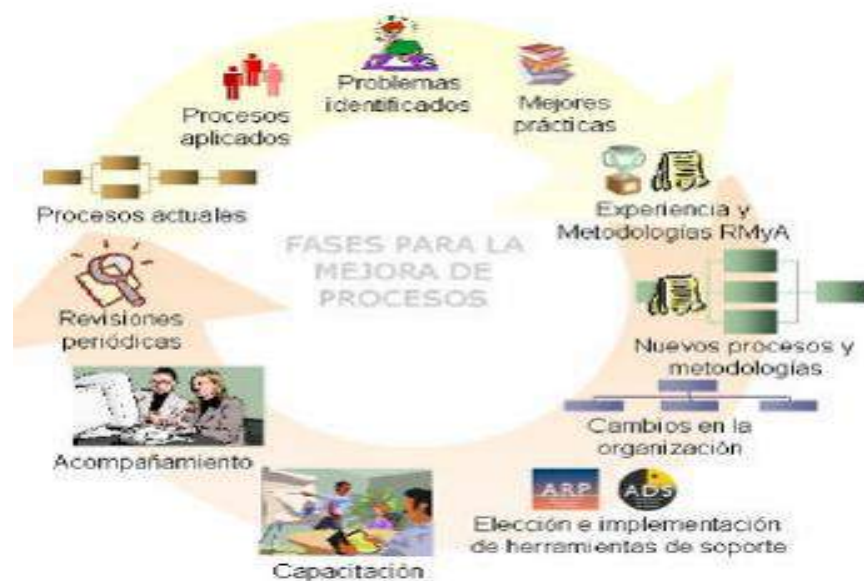 Problemas
identificados
Procesos
aplicados
Mejores
prácticas
Procesos actuales
Experiencia y
Metodologías RMyA
FASES PARA LA
MEJORA DE
PROCESOS
Revisiones
periódicas
Nuevos procesos y
metodologías
Cambios en la
organización
Acompañamiento
ARP
ADS
Elección e implementación
de herramientas de soporte
Capacitación